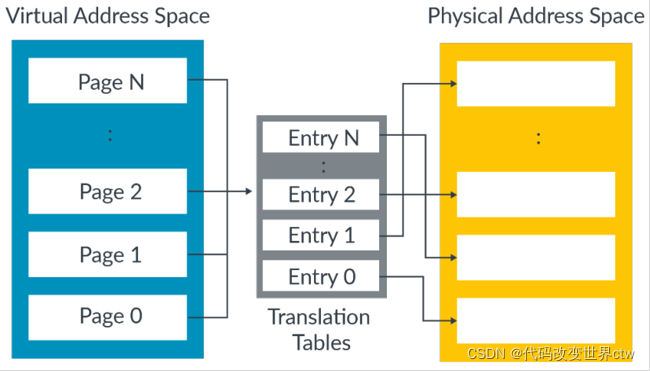 Virtual Address Space
Physical Address Space
Page N
:
Page 2
Page 1
Page 0
Entry N
:
Entry 2
Entry 1
Entry 0
Translation
Tables
:
CSDN @代码改变世界ctw